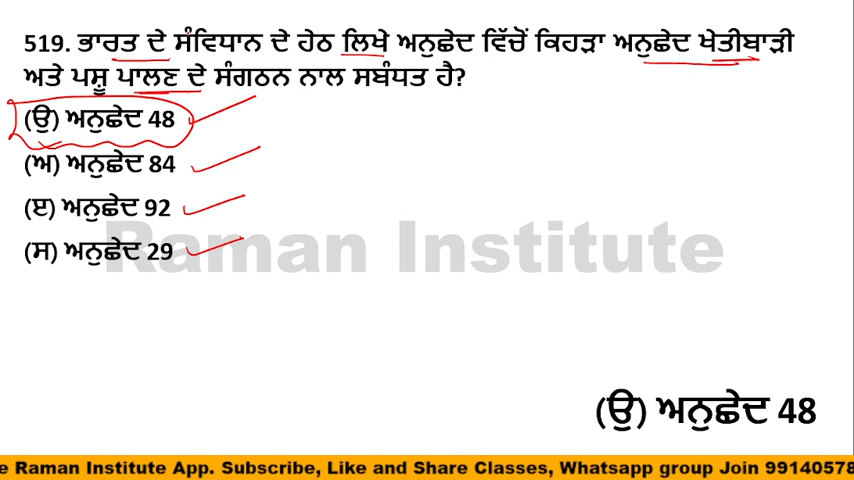 519. ਭਾਰਤ ਦੇ ਸੰਵਿਧਾਨ ਦੇ ਹੇਠ ਲਿਖੇ ਅਨੁਛੇਦ ਵਿੱਚੋਂ ਕਿਹੜਾ ਅਨੁਛੇਦ ਖੇਤੀਬਾੜੀ
ਅਤੇ ਪਸ਼ੂ ਪਾਲਣ ਦੇ ਸੰਗਠਨ ਨਾਲ ਸਬੰਧਤ ਹੈ?
(ਉ) ਅਨੁਛੇਦ 48
(ਅ) ਅਨੁਛੇਦ 84
(ੲ) ਅਨੁਛੇਦ 92
(ਸ) ਅਨੁਛੇਦ 29
Raman Institute
(ਉ) ਅਨੁਛੇਦ 48
e Raman Institute App. Subscribe, Like and Share Classes, Whatsapp group Join 99140578